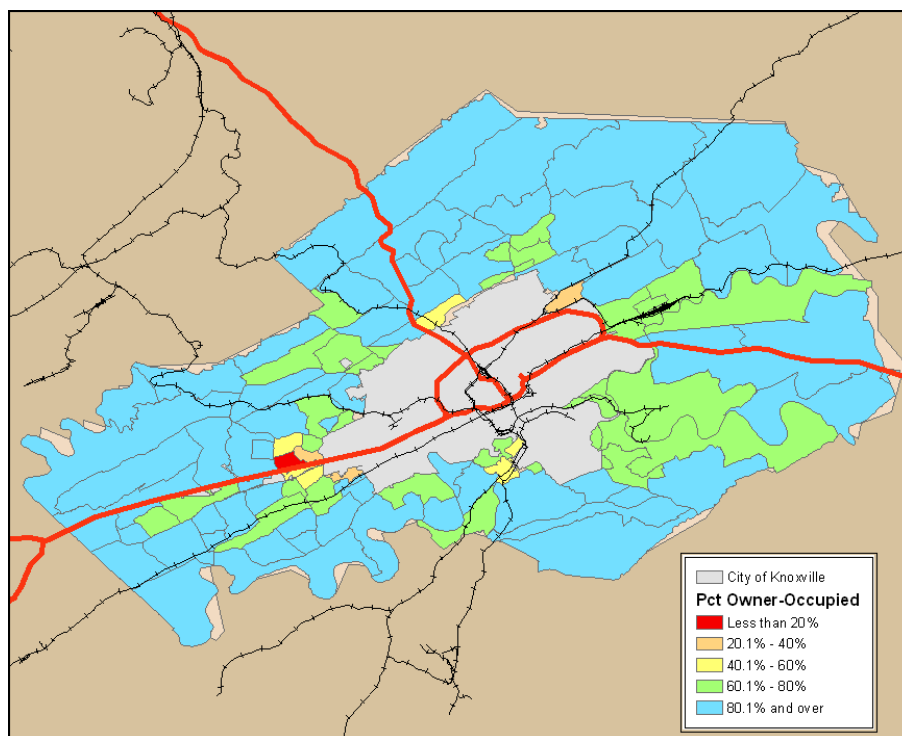 City of Knoxville
Pct Owner-Occupied
Less than 20%
20.1% - 40%
40.1% - 60%
60.1% - 80%
80.1% and over